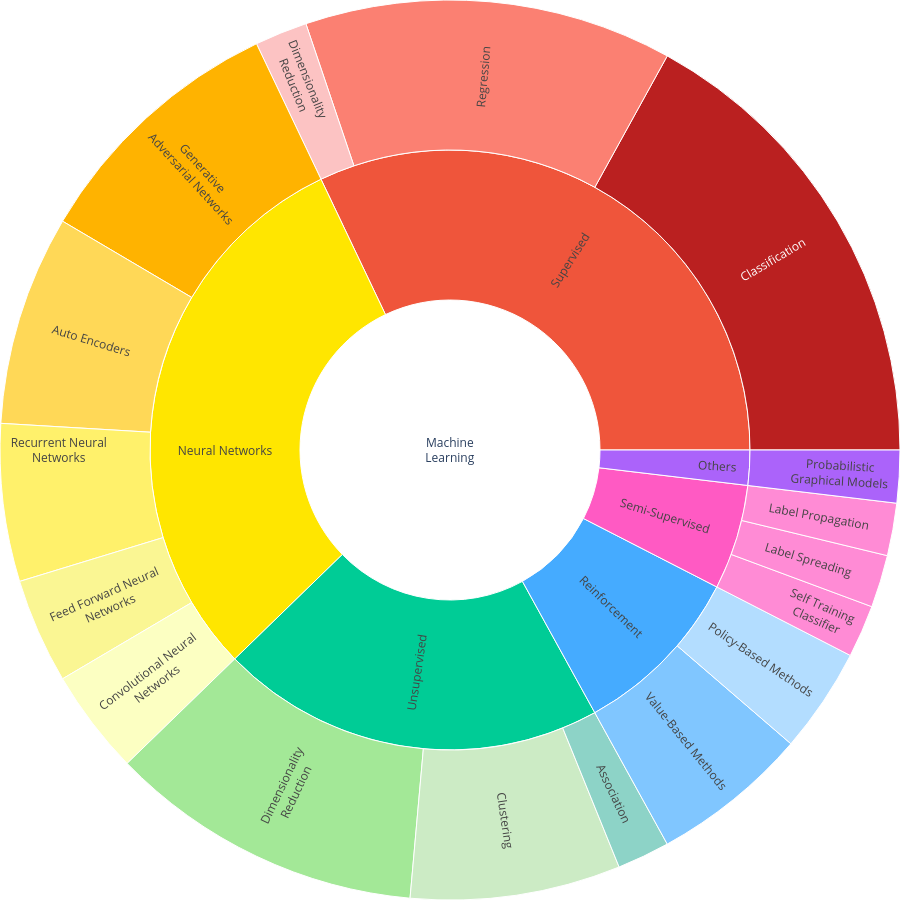 Machine
Learning
Supervised
Classification
Regression
Dimensionality
Reduction
Neural Networks
Generative
Adversarial Networks
Auto Encoders
Recurrent Neural
Networks
Feed Forward Neural
Networks
Convolutional Neural
Networks
Unsupervised
Dimensionality
Reduction
Clustering
Association
Reinforcement
Value-Based Methods
Policy-Based Methods
Semi-Supervised
Self Training
Classifier
Label Spreading
Label Propagation
Others
Probabilistic
Graphical Models